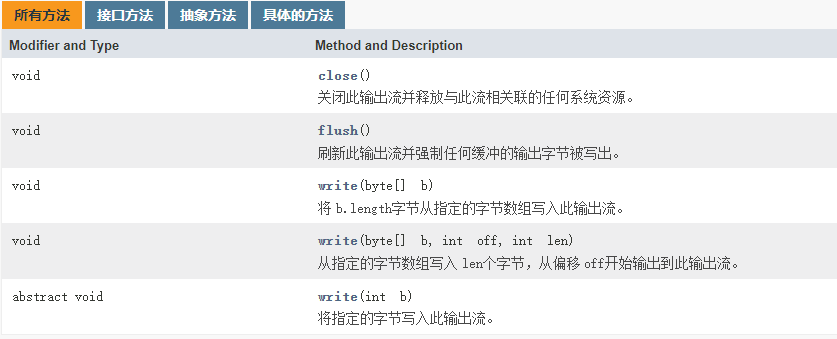 所有方法 接口方法 抽象方法 具体的方法
Modifier and Type Method and Description
void close()
关闭此输出流并释放与此流相关联的任何系统资源。
void flush()
刷新此输出流并强制任何缓冲的输出字节被写出。
void write(byte[] b)
将 b.length字节从指定的字节数组写入此输出流。
void write(byte[] b, int off, int len)
从指定的字节数组写入 len个字节，从偏移 off开始输出到此输出流。
abstract void write(int b)
将指定的字节写入此输出流。